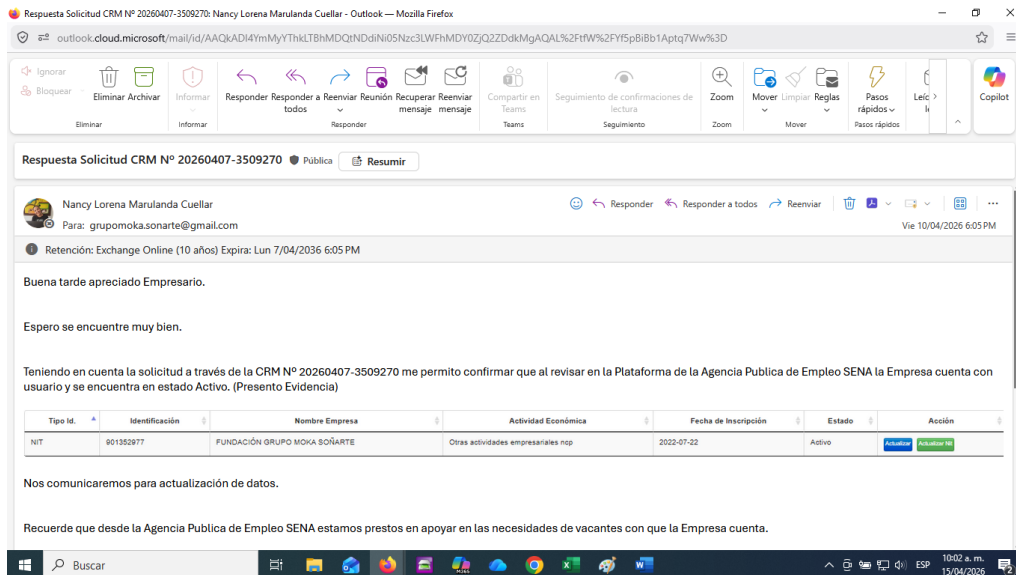 Respuesta Solicitud CRM N° 20260407-3509270: Nancy Lorena Marulanda Cuellar - Outlook — Mozilla Firefox
outlook.cloud.microsoft/mail/id/AAQkADI4YmMyYThkLTBhMDQtNDdiNi05Nzc3LWFhMDY0ZjQ2ZDdkMgAQAL%2FtfW%2FYf5pBiBb1Aptq7Ww%3D
Ignorar
Bloquear
Eliminar Archivar
Eliminar
Informar
Informar
Responder Responder a todos Reenviar Reunión Recuperar mensaje Reenviar mensaje
Responder
Compartir en Teams
Teams
Seguimiento de confirmaciones de lectura
Seguimiento
Zoom
Zoom
Mover Limpiar Reglas
Mover
Pasos rápidos
Pasos rápidos
Copilot
Respuesta Solicitud CRM Nº 20260407-3509270 Pública Resumir
Nancy Lorena Marulanda Cuellar
Responder Responder a todos Reenviar
Para: grupomoka.sonarte@gmail.com
Vie 10/04/2026 6:05 PM
Retención: Exchange Online (10 años) Expira: Lun 7/04/2036 6:05 PM
Buena tarde apreciado Empresario.
Espero se encuentre muy bien.
Teniendo en cuenta la solicitud a través de la CRM Nº 20260407-3509270 me permito confirmar que al revisar en la Plataforma de la Agencia Publica de Empleo SENA la Empresa cuenta con
usuario y se encuentra en estado Activo. (Presento Evidencia)
Tipo Id. Identificación Nombre Empresa Actividad Económica Fecha de Inscripción Estado Acción
NIT 901352977 FUNDACIÓN GRUPO MOKA SOÑARTE Otras actividades empresariales ncp 2022-07-22 Activo Actualizar Actualizar Nit
Nos comunicaremos para actualización de datos.
Recuerde que desde la Agencia Publica de Empleo SENA estamos prestos en apoyar en las necesidades de vacantes con que la Empresa cuenta.
Buscar
ESP
10:02 a. m.
15/04/2026
2